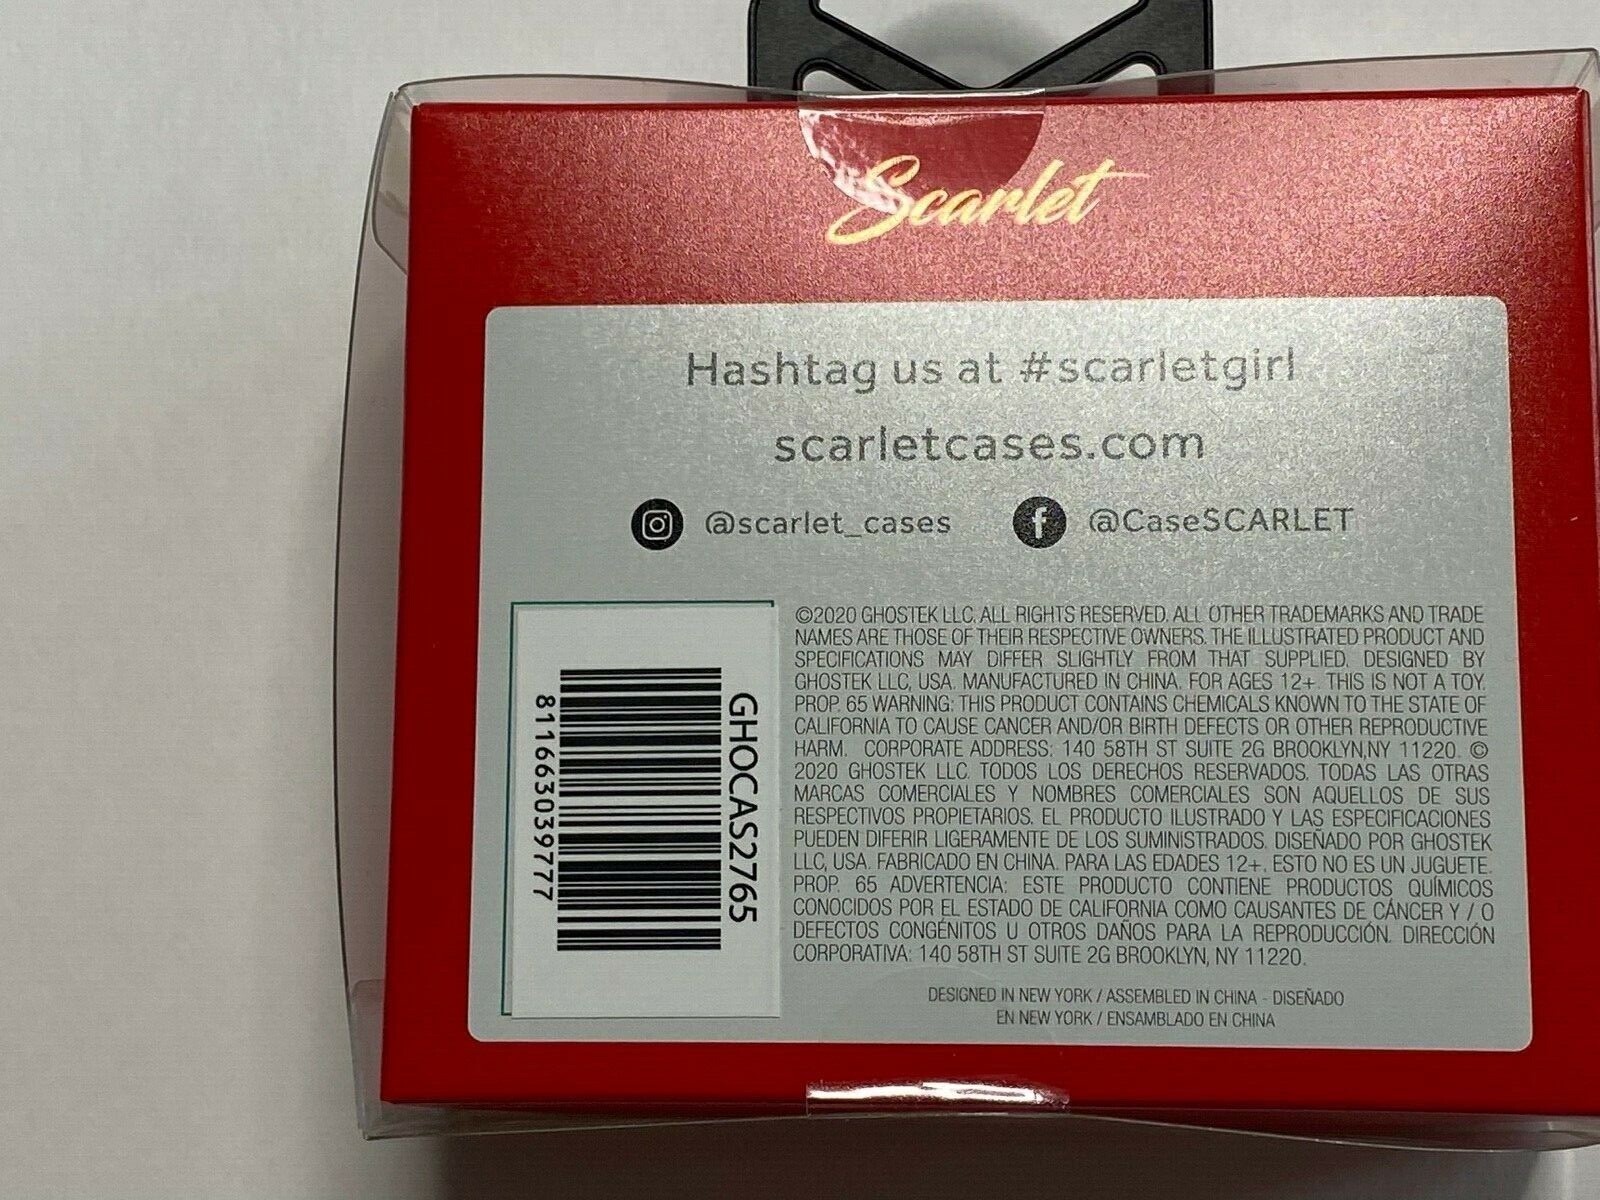 Scarlet
Hashtag us at #scarletgirl
scarletcases.com
@scarlet_cases
@CaseSCARLET
GHOCAS2765
811663039777
©2020 GHOSTEK LLC, ALL RIGHTS RESERVED. ALL OTHER TRADEMARKS AND TRADE
NAMES ARE THOSE OF THEIR RESPECTIVE OWNERS. THE ILLUSTRATED PRODUCT AND
SPECIFICATIONS MAY DIFFER SLIGHTLY FROM THAT SUPPLIED. DESIGNED BY
GHOSTEK LLC, USA. MANUFACTURED IN CHINA. FOR AGES 12+. THIS IS NOT A TOY.
PROP. 65 WARNING: THIS PRODUCT CONTAINS CHEMICALS KNOWN TO THE STATE OF
CALIFORNIA TO CAUSE CANCER AND/OR BIRTH DEFECTS OR OTHER REPRODUCTIVE
HARM. CORPORATE ADDRESS: 140 58TH ST SUITE 2G BROOKLYN,NY 11220. ©
2020 GHOSTEK LLC. TODOS LOS DERECHOS RESERVADOS. TODAS LAS OTRAS
MARCAS COMERCIALES Y NOMBRES COMERCIALES SON AQUELLOS DE SUS
RESPECTIVOS PROPIETARIOS. EL PRODUCTO ILUSTRADO Y LAS ESPECIFICACIONES
PUEDEN DIFERIR LIGERAMENTE DE LOS SUMINISTRADOS. DISEÑADO POR GHOSTEK
LLC, USA. FABRICADO EN CHINA. PARA LAS EDADES 12+. ESTO NO ES UN JUGUETE.
PROP. 65 ADVERTENCIA: ESTE PRODUCTO CONTIENE PRODUCTOS QUÍMICOS
CONOCIDOS POR EL ESTADO DE CALIFORNIA COMO CAUSANTES DE CÁNCER Y / O
DEFECTOS CONGÉNITOS U OTROS DAÑOS PARA LA REPRODUCCIÓN. DIRECCIÓN
CORPORATIVA: 140 58TH ST SUITE 2G BROOKLYN, NY 11220.
DESIGNED IN NEW YORK / ASSEMBLED IN CHINA - DISEÑADO
EN NEW YORK / ENSAMBLADO EN CHINA